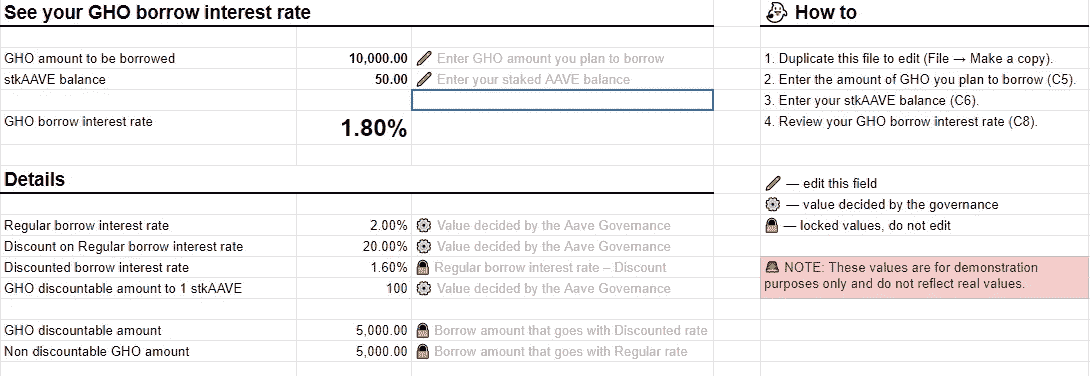 See your GHO borrow interest rate
How to
GHO amount to be borrowed 10,000.00 Enter GHO amount you plan to borrow
1. Duplicate this file to edit (File → Make a copy).
stkAAVE balance 50.00 Enter your staked AAVE balance
2. Enter the amount of GHO you plan to borrow (C5).
3. Enter your stkAAVE balance (C6).
GHO borrow interest rate 1.80%
4. Review your GHO borrow interest rate (C8).
Details
— edit this field
— value decided by the governance
— locked values, do not edit
Regular borrow interest rate 2.00% Value decided by the Aave Governance
Discount on Regular borrow interest rate 20.00% Value decided by the Aave Governance
Discounted borrow interest rate 1.60% Regular borrow interest rate – Discount
GHO discountable amount to 1 stkAAVE 100 Value decided by the Aave Governance
NOTE: These values are for demonstration
purposes only and do not reflect real values.
GHO discountable amount 5,000.00 Borrow amount that goes with Discounted rate
Non discountable GHO amount 5,000.00 Borrow amount that goes with Regular rate